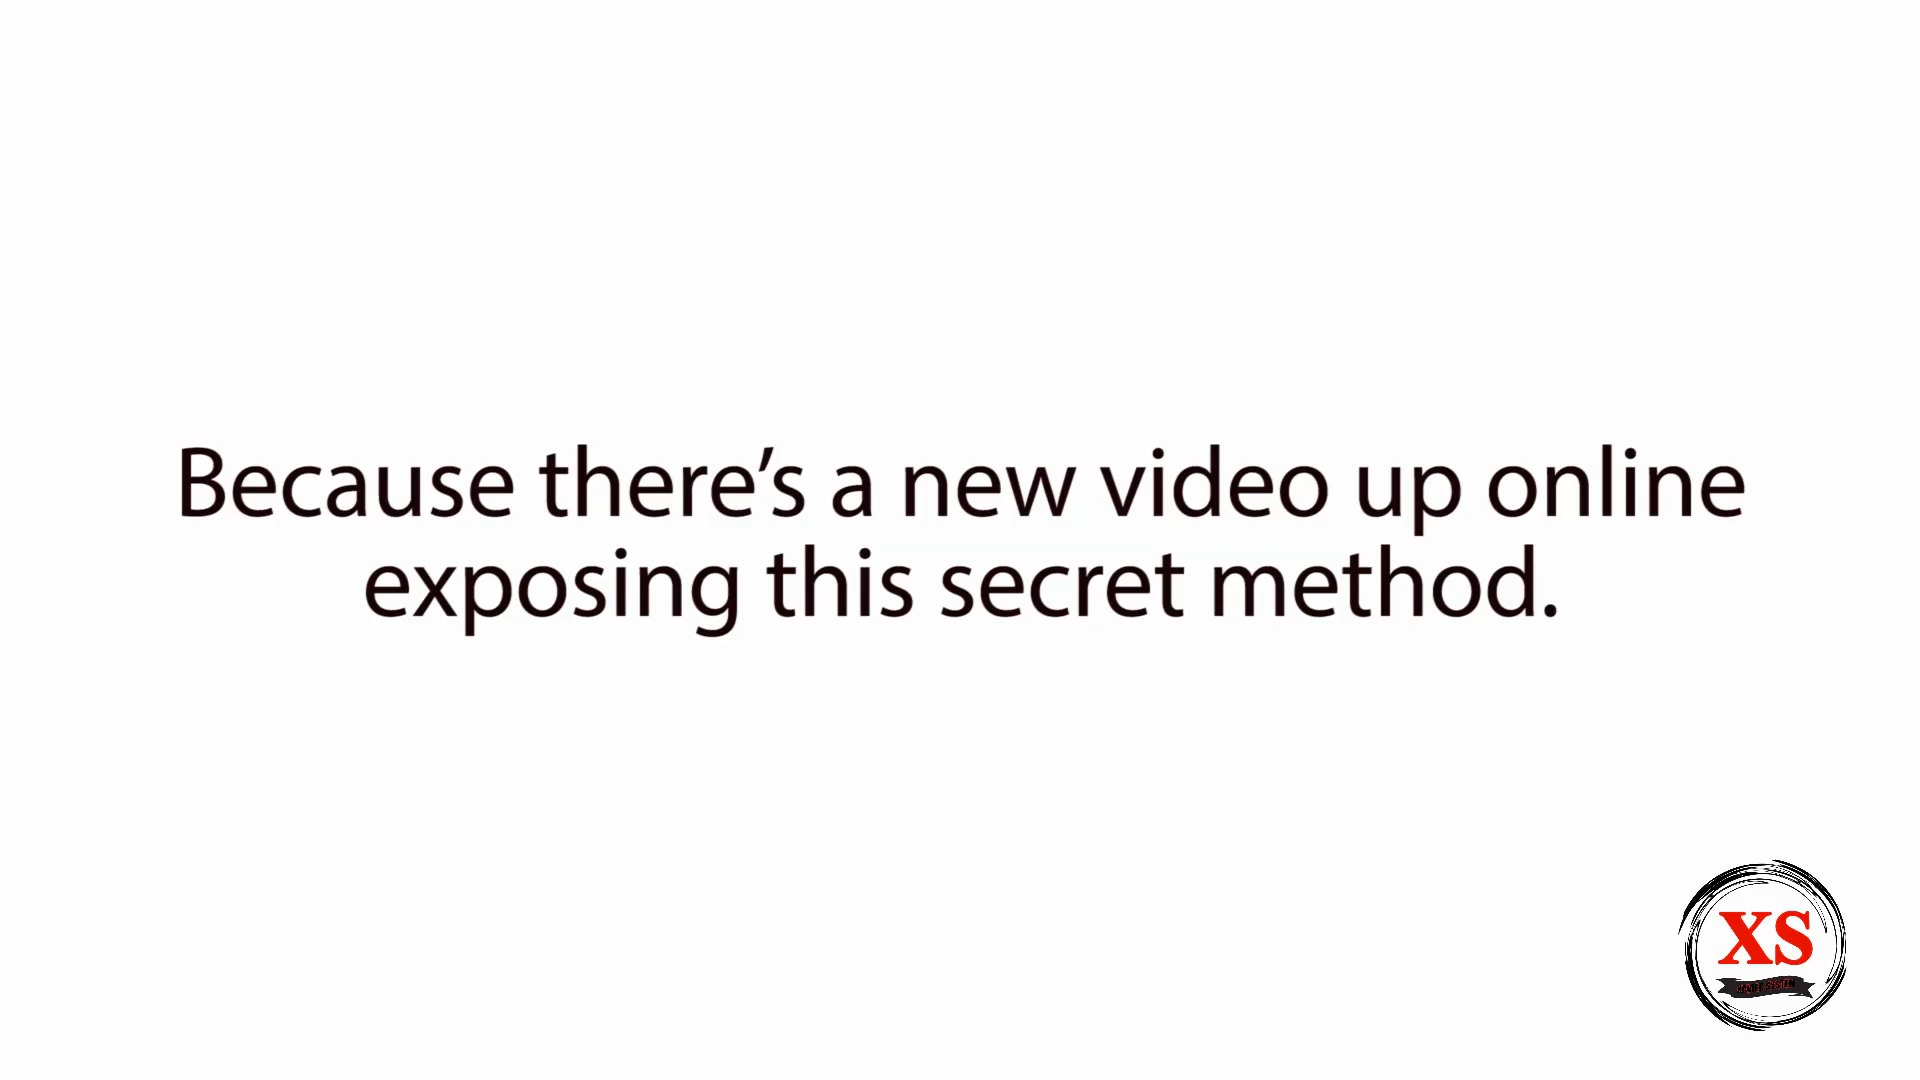 Because there’s a new video up online
exposing this secret method.
XS